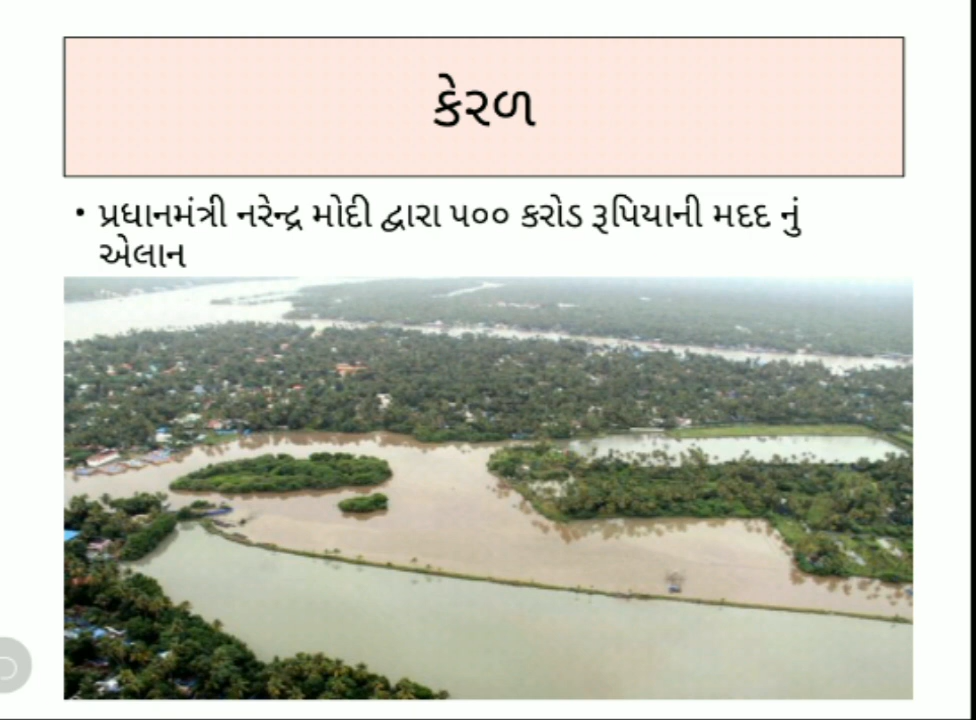 કેરળ
• પ્રધાનમંત્રી નરેન્દ્ર મોદી દ્વારા ૫૦૦ કરોડ રૂપિયાની મદદ નું
એલાન